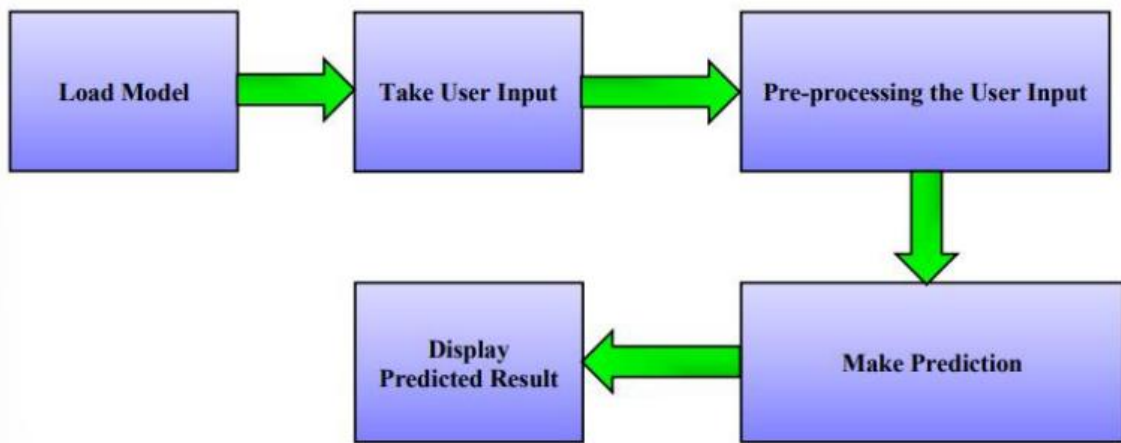 Load Model
Take User Input
Pre-processing the User Input
Make Prediction
Display
Predicted Result